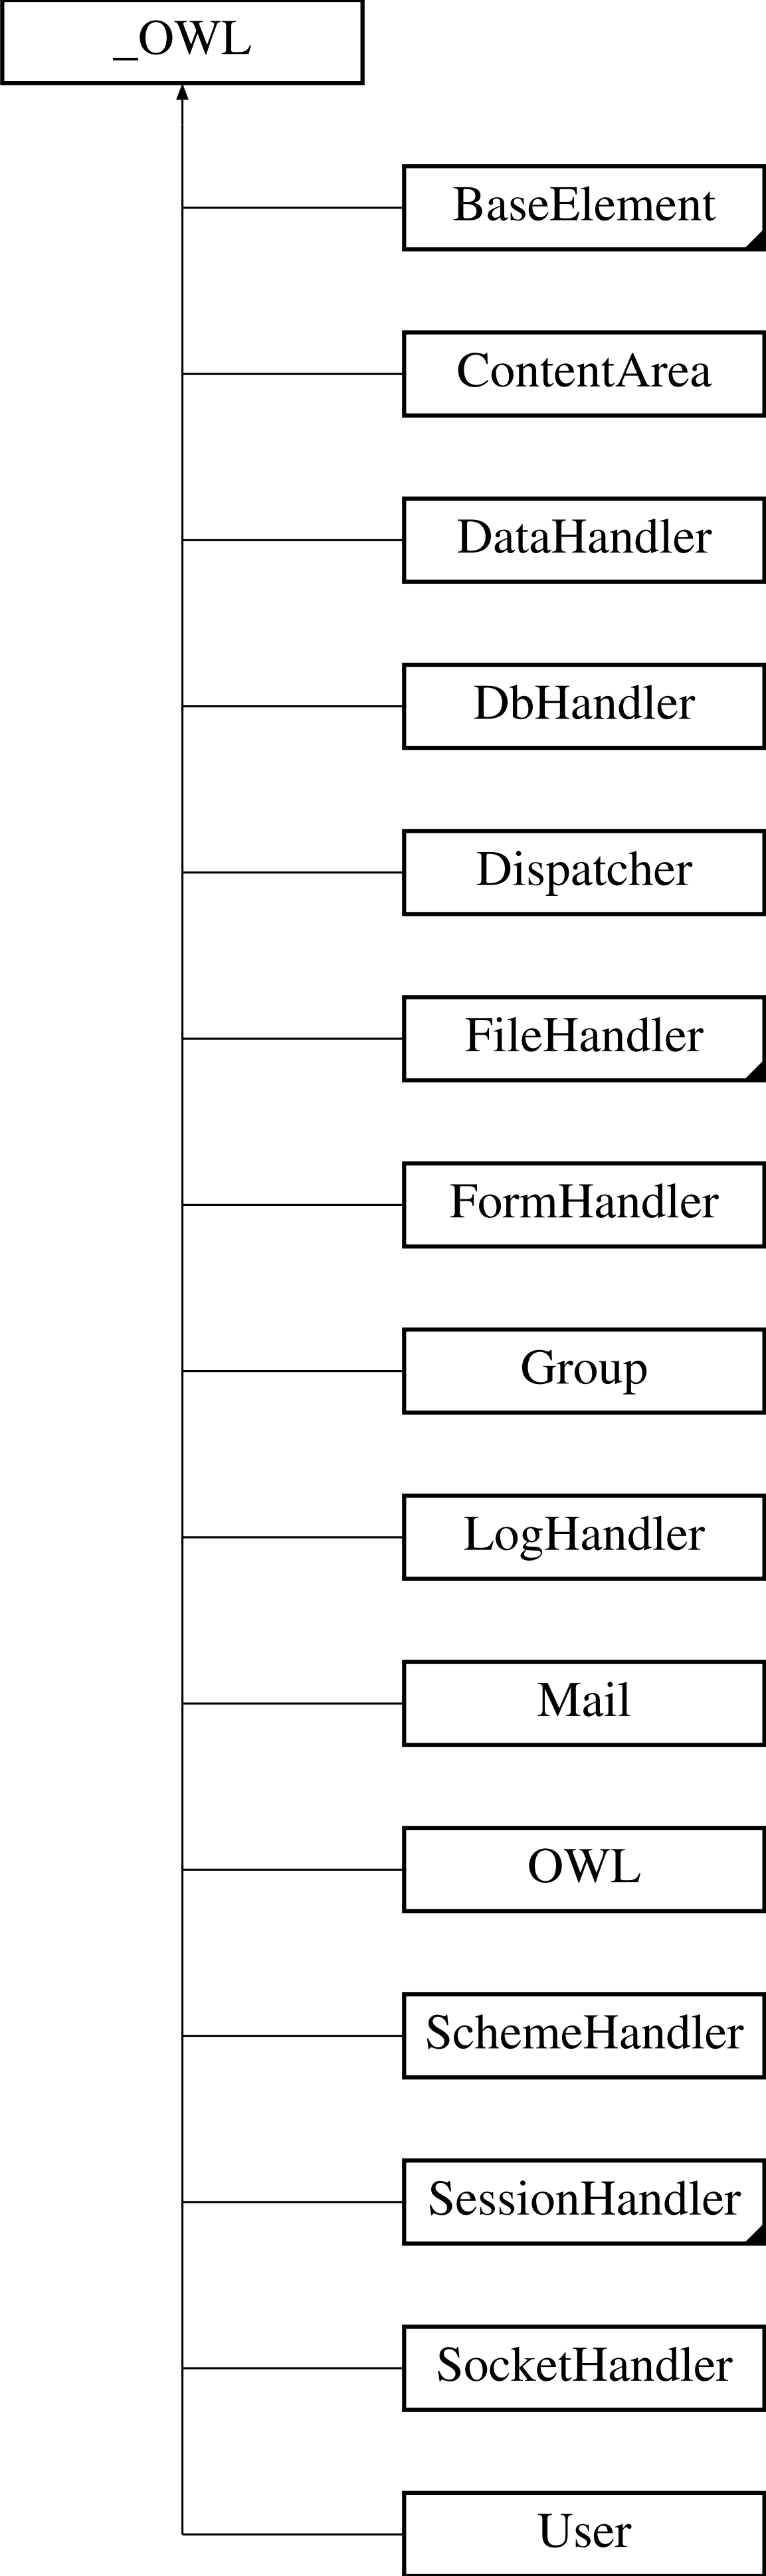 _OWL
BaseElement
ContentArea
DataHandler
DbHandler
Dispatcher
FileHandler
FormHandler
Group
LogHandler
Mail
OWL
SchemeHandler
SessionHandler
SocketHandler
User